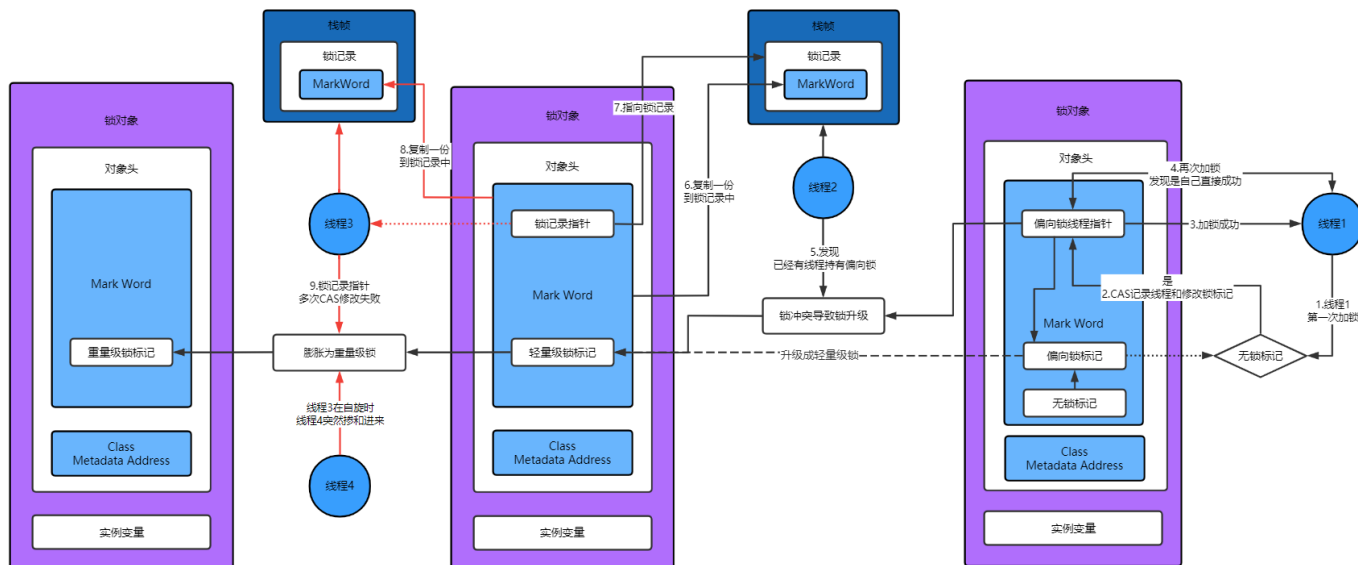 栈帧
锁记录
MarkWord
栈帧
锁记录
MarkWord
锁对象
对象头
Mark Word
重量级锁标记
Class
Metadata Address
实例变量
8.复制一份
到锁记录中
线程3
9.锁记录指针
多次CAS修改失败
膨胀为重量级锁
线程3在自旋时
线程4突然掺和进来
线程4
锁对象
对象头
锁记录指针
Mark Word
轻量级锁标记
Class
Metadata Address
实例变量
7.指向锁记录
6.复制一份
到锁记录中
线程2
5.发现
已经有线程持有偏向锁
锁冲突导致锁升级
升级成轻量级锁
锁对象
对象头
偏向锁线程指针
Mark Word
偏向锁标记
无锁标记
Class
Metadata Address
实例变量
4.再次加锁
发现是自己直接成功
线程1
3.加锁成功
是
2.CAS记录线程和修改锁标记
1.线程1
第一次加锁
无锁标记